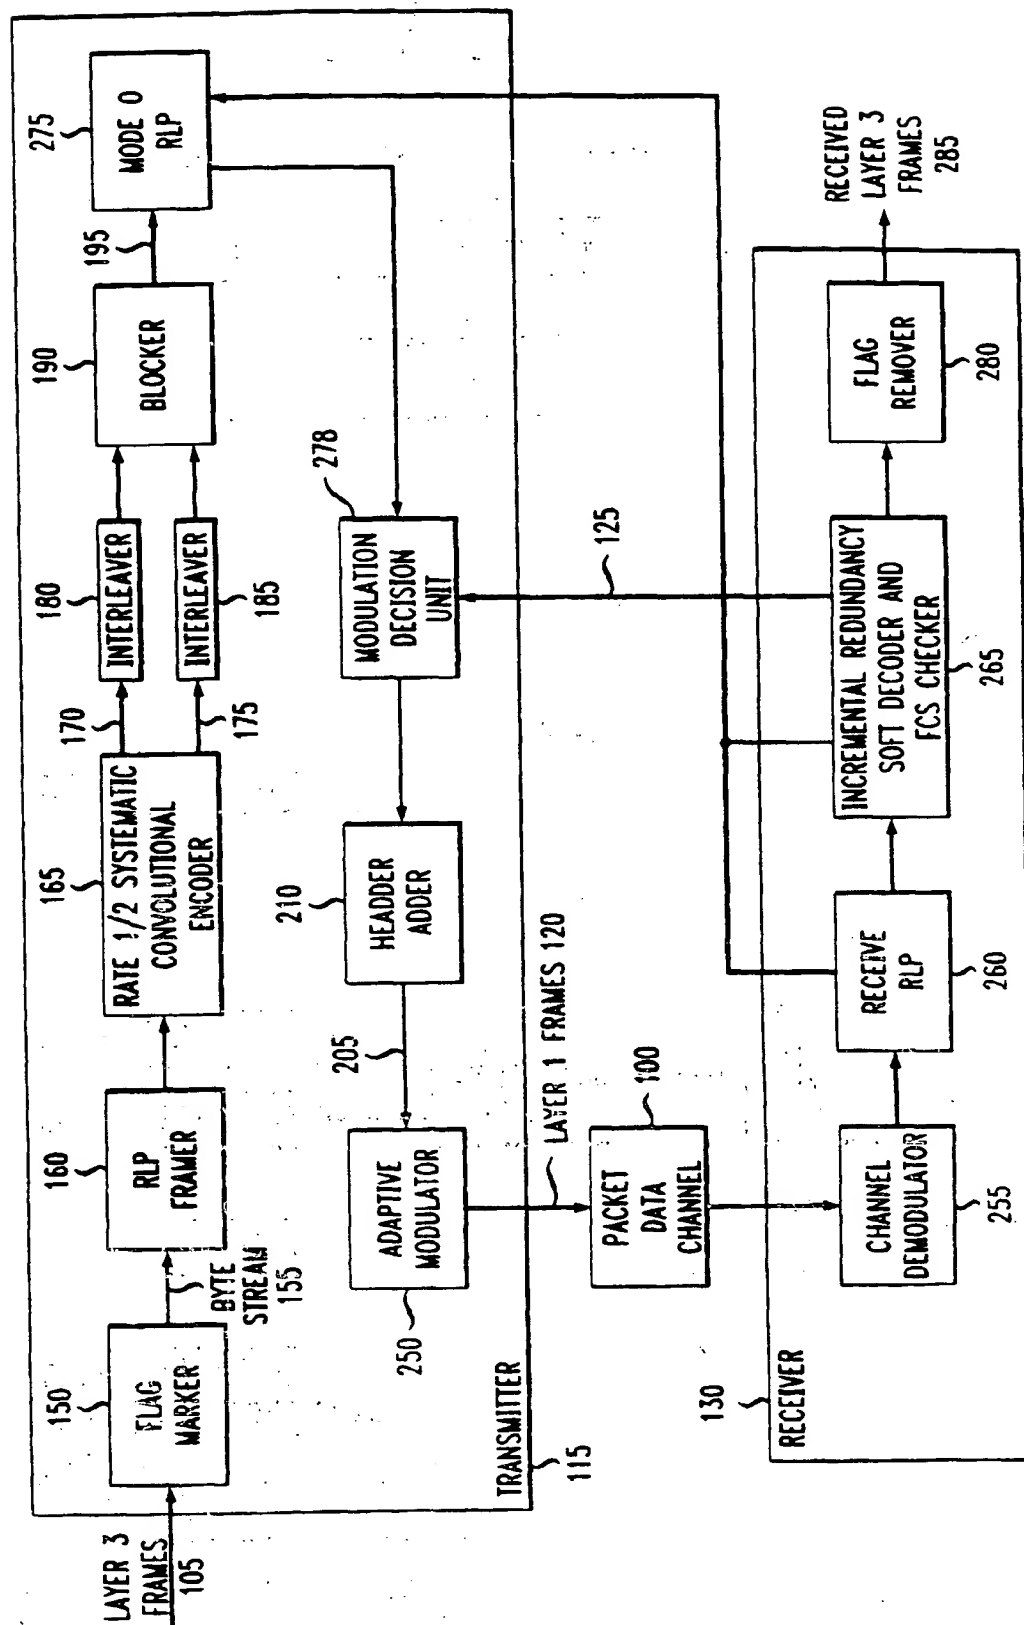 LAYER 3
FRAMES
105
150
FLAG
MARKER
BYTE
STREAM
155
160
RLP
FRAMER
165
RATE 1/2 SYSTEMATIC
CONVOLUTIONAL
ENCODER
170
175
180
INTERLEAVER
INTERLEAVER
185
190
BLOCKER
195
275
MODE 0
RLP
278
MODULATION
DECISION
UNIT
210
HEADDER
ADDER
205
ADAPTIVE
MODULATOR
250
TRANSMITTER
115
LAYER 1 FRAMES 120
100
PACKET
DATA
CHANNEL
125
130
RECEIVER
CHANNEL
DEMODULATOR
255
RECEIVE
RLP
260
INCREMENTAL REDUNDANCY
SOFT DECODER AND
FCS CHECKER
265
FLAG
REMOVER
280
RECEIVED
LAYER 3
FRAMES
285